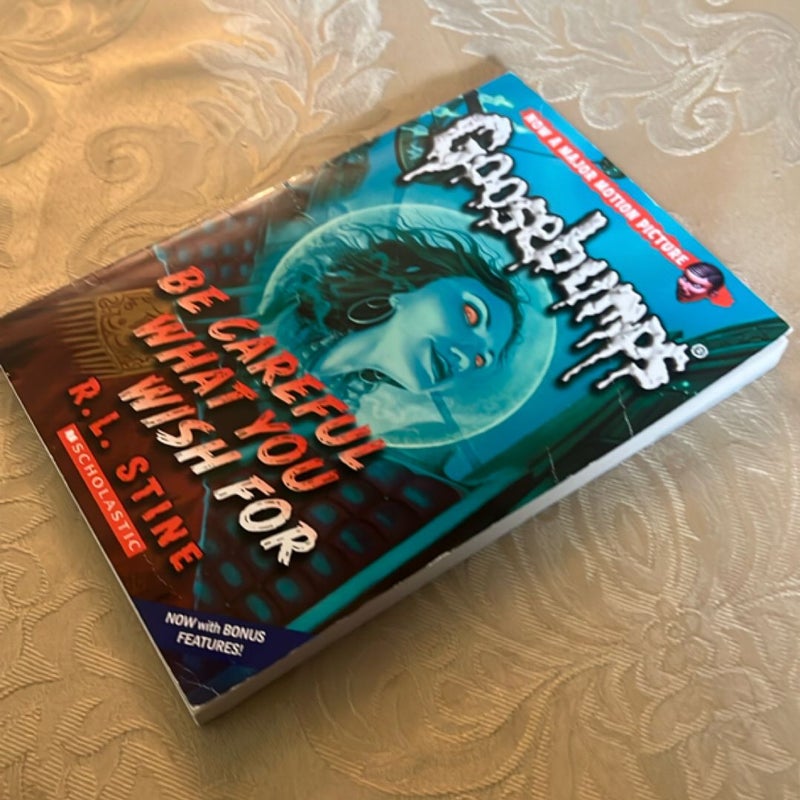 NOW A MAJOR MOTION PICTURE
Goosebumps®
BE CAREFUL
WHAT YOU
WISH FOR
R.L. STINE
SCHOLASTIC
NOW with BONUS
FEATURES!